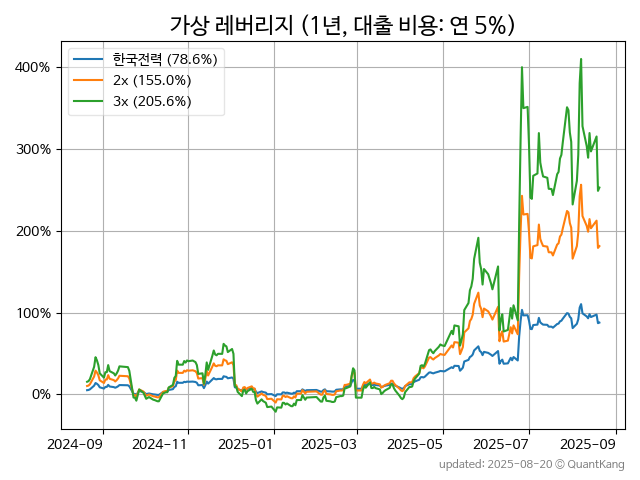 가상 레버리지 (1년, 대출 비용: 연 5%)
한국전력 (78.6%)
2x (155.0%)
3x (205.6%)
400%
300%
200%
100%
0%
2024-09 2024-11 2025-01 2025-03 2025-05 2025-07 2025-09
updated: 2025-08-20 © QuantKang